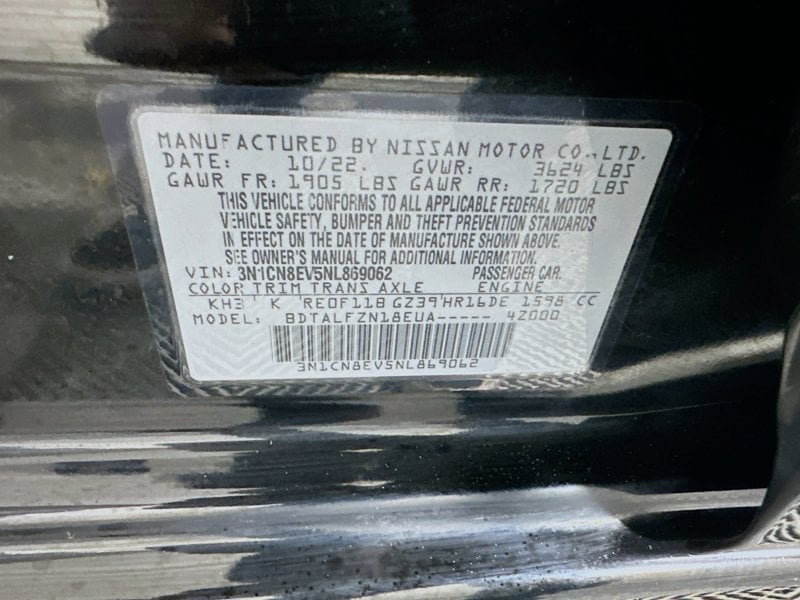 MANUFACTURED BY NISSAN MOTOR CO., LTD.
DATE: 10/22. GVWR: 3624 LBS
GAWR FR: 1905 LBS GAWR RR: 1720 LBS
THIS VEHICLE CONFORMS TO ALL APPLICABLE FEDERAL MOTOR
VEHICLE SAFETY, BUMPER AND THEFT PREVENTION STANDARDS
IN EFFECT ON THE DATE OF MANUFACTURE SHOWN ABOVE.
SEE OWNER'S MANUAL FOR ADDITIONAL INFORMATION.
VIN: 3N1CN8EV5NL869062 PASSENGER CAR.
COLOR TRIM TRANS AXLE ENGINE
KH3 K RE0F11B GZ39 HR16DE 1598 CC
MODEL: BDTALFZN18EUA----- 4Z000
3N1CN8EV5NL869062